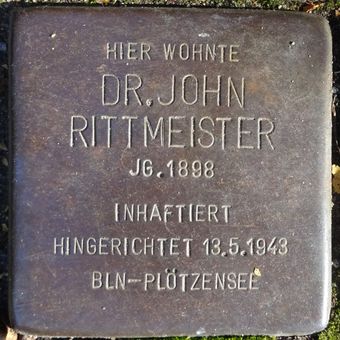 HIER WOHNTE
DR. JOHN
RITTMEISTER
JG. 1898
INHAFTIERT
HINGERICHTET 13.5.1943
BLN-PLÖTZENSEE